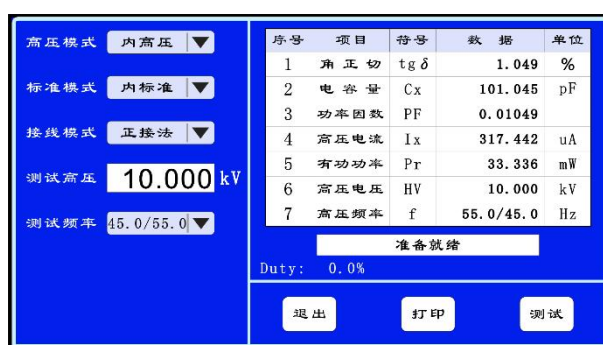 高压模式 内高压
标准模式 内标准
接线模式 正接法
测试高压 10.000 kV
测试频率 45.0/55.0
序号 项目 符号 数 据 单位
1 角 正 切 tgδ 1.049 %
2 电 容 量 Cx 101.045 pF
3 功率因数 PF 0.01049
4 高压电流 Ix 317.442 uA
5 有功功率 Pr 33.336 mW
6 高压电压 HV 10.000 kV
7 高压频率 f 55.0/45.0 Hz
准备就绪
Duty: 0.0%
退出 打印 测试